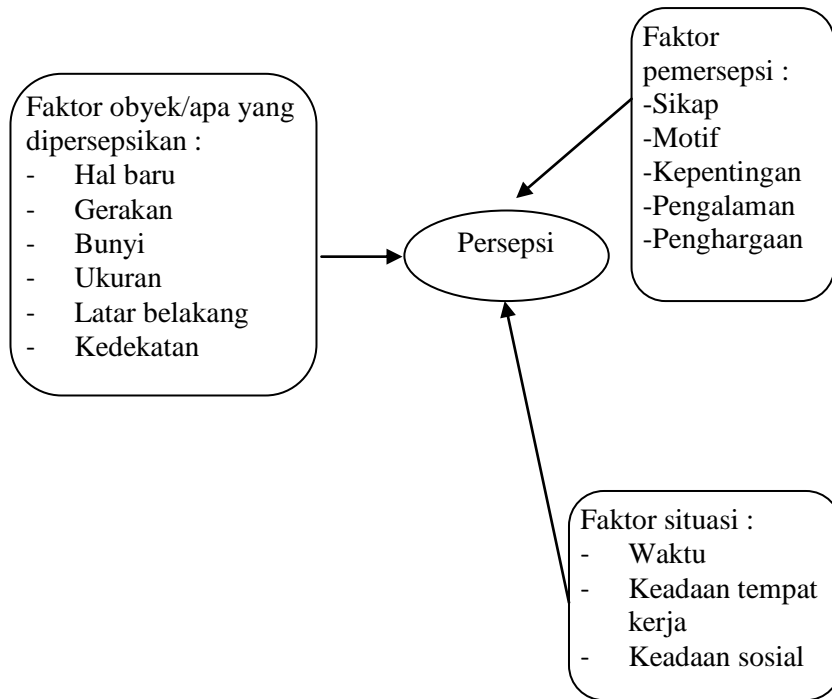 Faktor obyek/apa yang
dipersepsikan :
- Hal baru
- Gerakan
- Bunyi
- Ukuran
- Latar belakang
- Kedekatan
Persepsi
Faktor
pemersepsi :
-Sikap
-Motif
-Kepentingan
-Pengalaman
-Penghargaan
Faktor situasi :
- Waktu
- Keadaan tempat
kerja
- Keadaan sosial